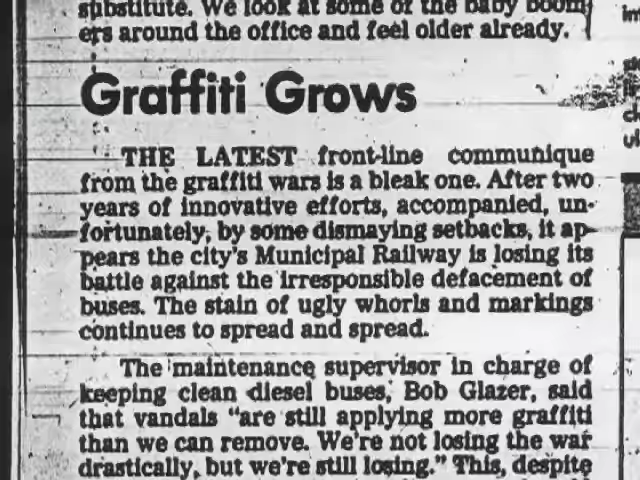 substitute. We look at some of the baby boom-
ers around the office and feel older already.
Graffiti Grows
THE LATEST front-line communique
from the graffiti wars is a bleak one. After two
years of innovative efforts, accompanied, un-
fortunately, by some dismaying setbacks, it ap-
pears the city's Municipal Railway is losing its
battle against the irresponsible defacement of
buses. The stain of ugly whorls and markings
continues to spread and spread.
The maintenance supervisor in charge of
keeping clean diesel buses, Bob Glazer, said
that vandals "are still applying more graffiti
than we can remove. We're not losing the war
drastically, but we're still losing." This, despite